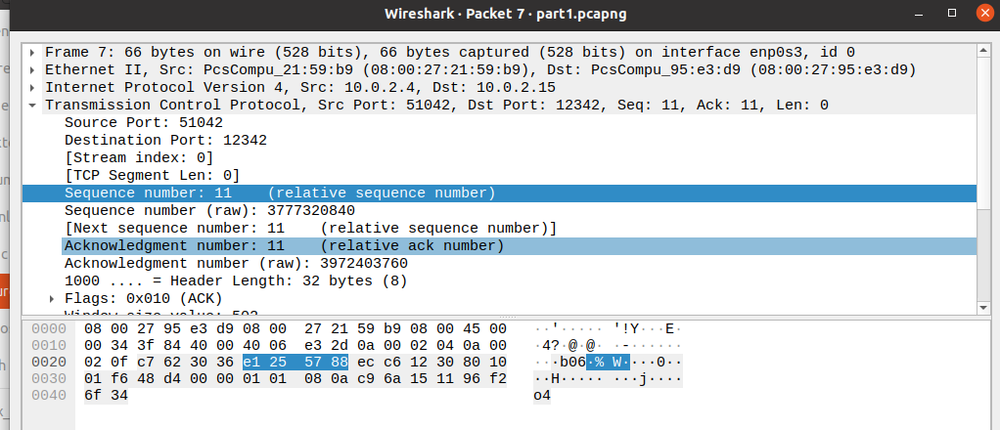 Wireshark · Packet 7 · part1.pcapng
Frame 7: 66 bytes on wire (528 bits), 66 bytes captured (528 bits) on interface enp0s3, id 0
Ethernet II, Src: PcsCompu_21:59:b9 (08:00:27:21:59:b9), Dst: PcsCompu_95:e3:d9 (08:00:27:95:e3:d9)
Internet Protocol Version 4, Src: 10.0.2.4, Dst: 10.0.2.15
Transmission Control Protocol, Src Port: 51042, Dst Port: 12342, Seq: 11, Ack: 11, Len: 0
Source Port: 51042
Destination Port: 12342
[Stream index: 0]
[TCP Segment Len: 0]
Sequence number: 11    (relative sequence number)
Sequence number (raw): 3777320840
[Next sequence number: 11    (relative sequence number)]
Acknowledgment number: 11    (relative ack number)
Acknowledgment number (raw): 3972403760
1000 .... = Header Length: 32 bytes (8)
Flags: 0x010 (ACK)
Window size value: 502
0000  08 00 27 95 e3 d9 08 00  27 21 59 b9 08 00 45 00  ··'····· '!Y···E·
0010  00 34 3f 84 40 00 40 06  e3 2d 0a 00 02 04 0a 00  ·4?·@·@· ·-······
0020  02 0f c7 62 30 36 e1 25  57 88 ec c6 12 30 80 10  ···b06·% W····0··
0030  01 f6 48 d4 00 00 01 01  08 0a c9 6a 15 11 96 f2  ··H····· ···j····
0040  6f 34  o4